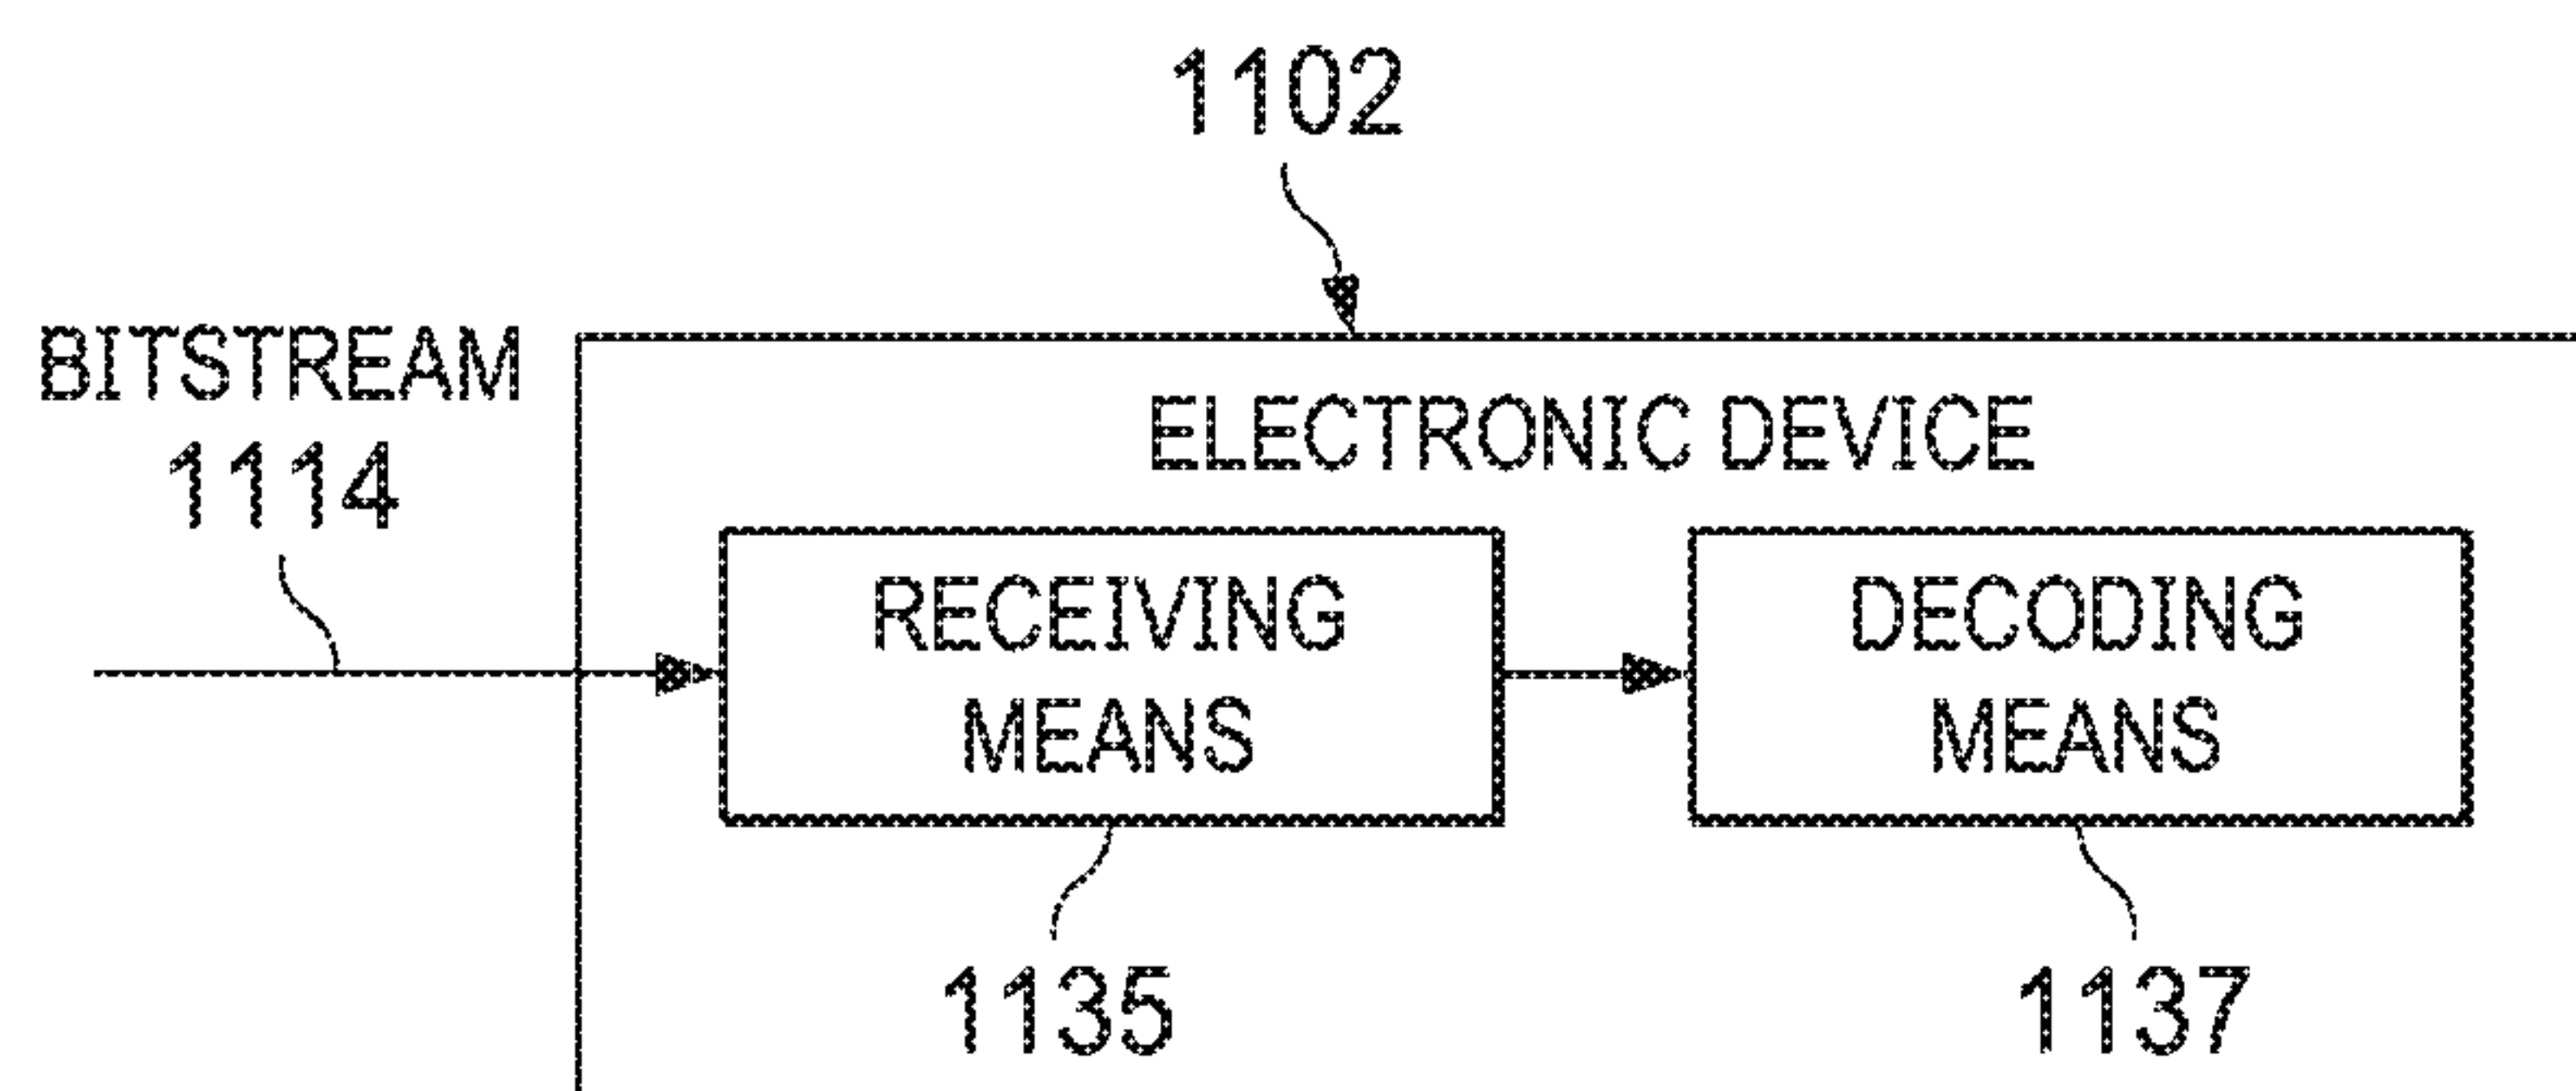 1102
BITSTREAM
1114
ELECTRONIC DEVICE
RECEIVING
MEANS
DECODING
MEANS
1135
1137